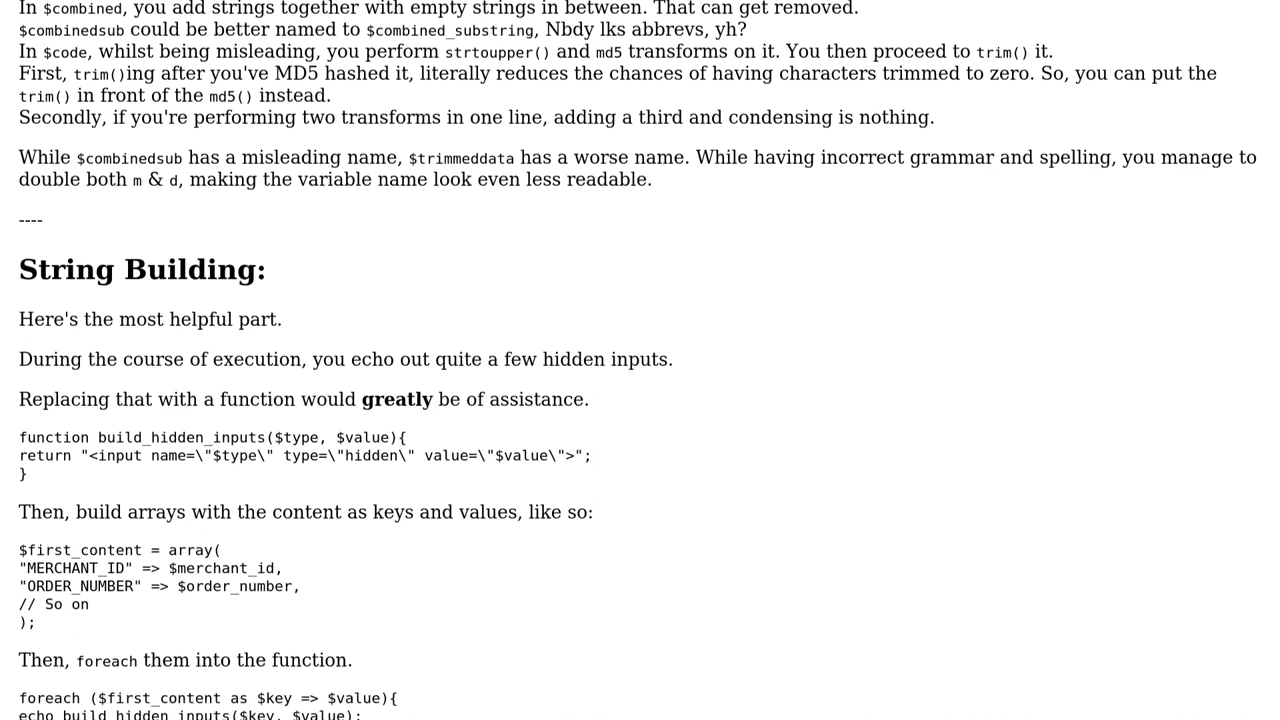 In $combined, you add strings together with empty strings in between. That can get removed.
$combinedsub could be better named to $combined_substring, Nbdy lks abbrevs, yh?
In $code, whilst being misleading, you perform strtoupper() and md5 transforms on it. You then proceed to trim() it.
First, trim()ing after you've MD5 hashed it, literally reduces the chances of having characters trimmed to zero. So, you can put the
trim() in front of the md5() instead.
Secondly, if you're performing two transforms in one line, adding a third and condensing is nothing.
While $combinedsub has a misleading name, $trimmeddata has a worse name. While having incorrect grammar and spelling, you manage to
double both m & d, making the variable name look even less readable.
----
String Building:
Here's the most helpful part.
During the course of execution, you echo out quite a few hidden inputs.
Replacing that with a function would greatly be of assistance.
function build_hidden_inputs($type, $value){
return "<input name=\"$type\" type=\"hidden\" value=\"$value\">";
}
Then, build arrays with the content as keys and values, like so:
$first_content = array(
"MERCHANT_ID" => $merchant_id,
"ORDER_NUMBER" => $order_number,
// So on
);
Then, foreach them into the function.
foreach ($first_content as $key => $value){
echo build_hidden_inputs($key, $value);